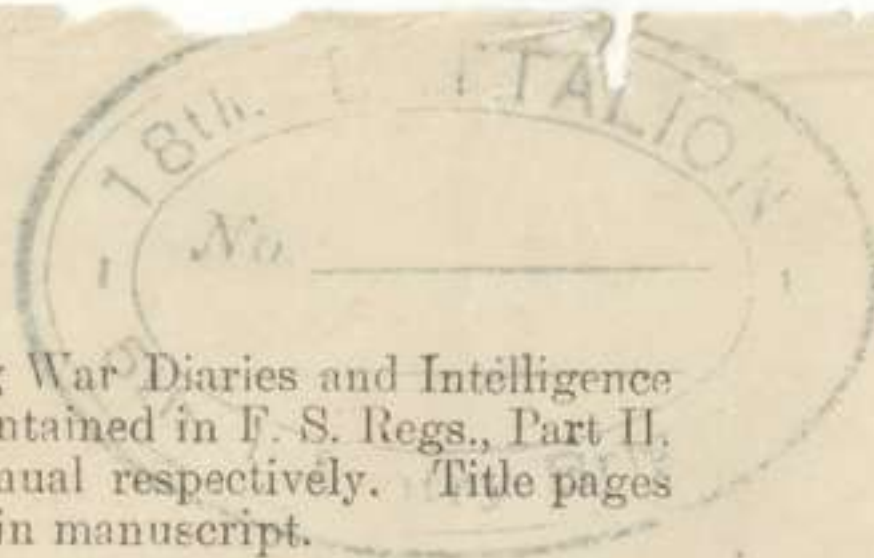 - 18th. TALION -
No.
War Diaries and Intelligence
ntained in F. S. Regs., Part II.
nual respectively. Title pages
in manuscript.